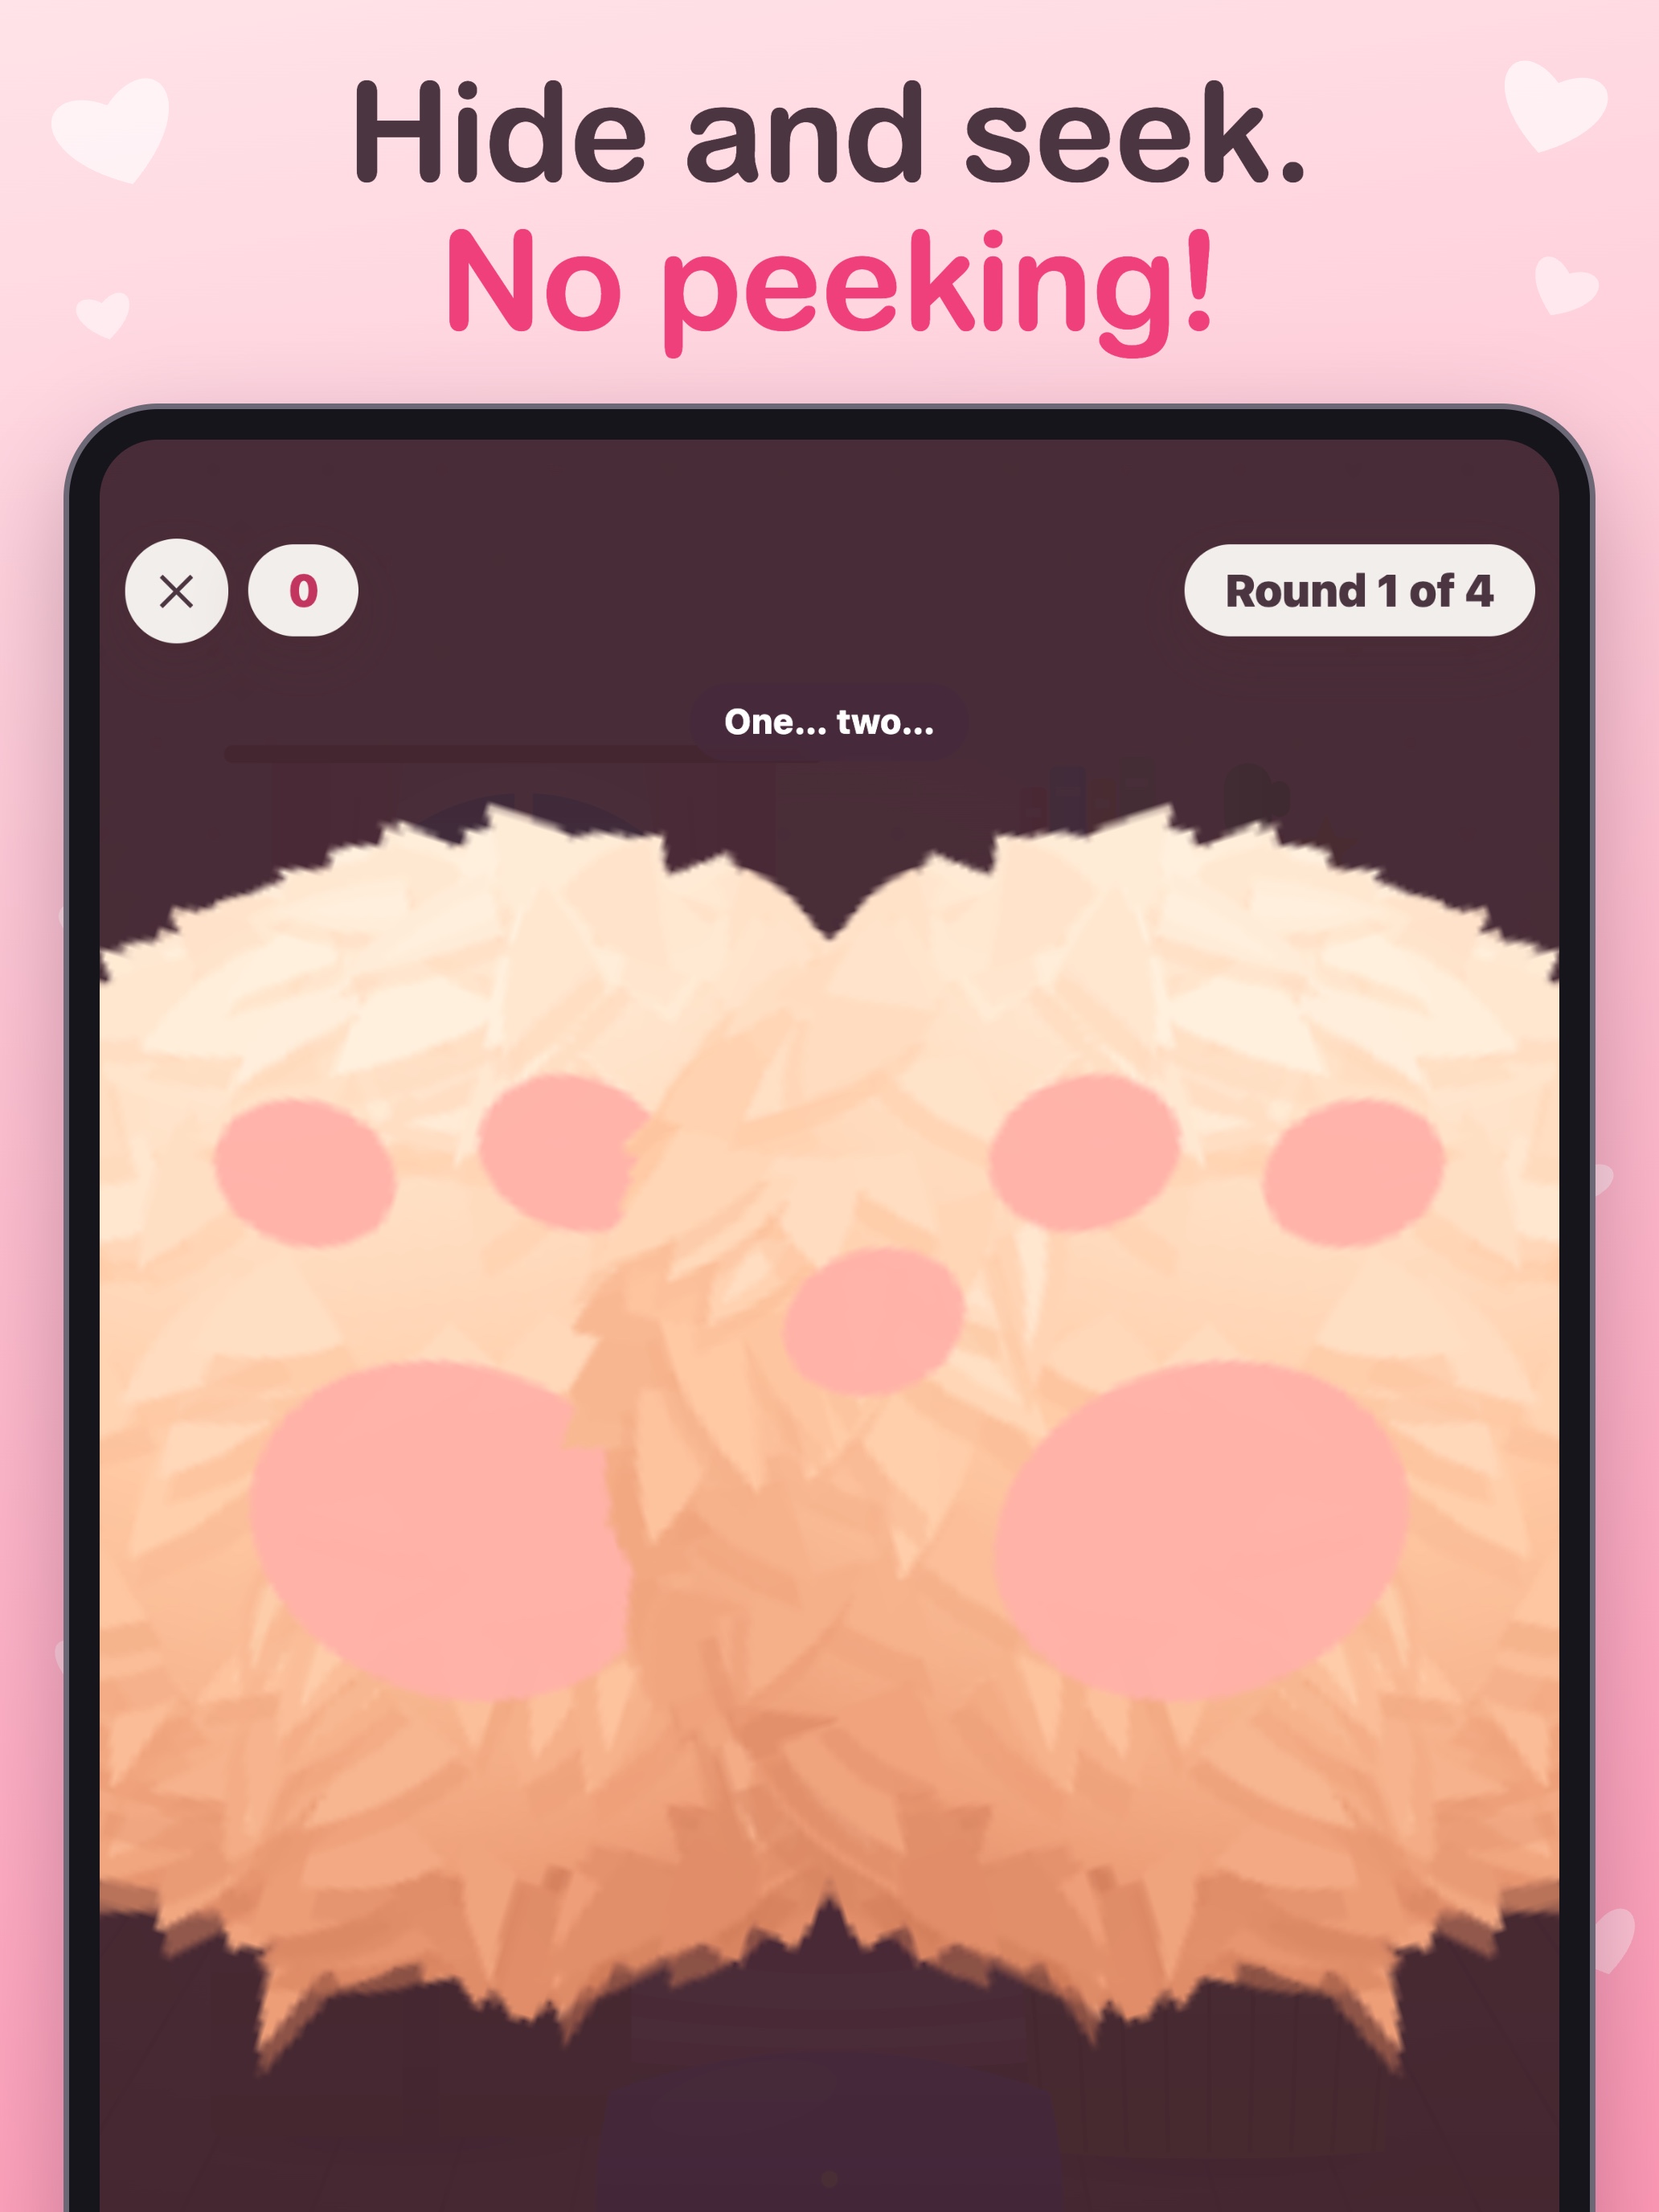 Hide and seek.
No peeking!
0
Round 1 of 4
One... two...